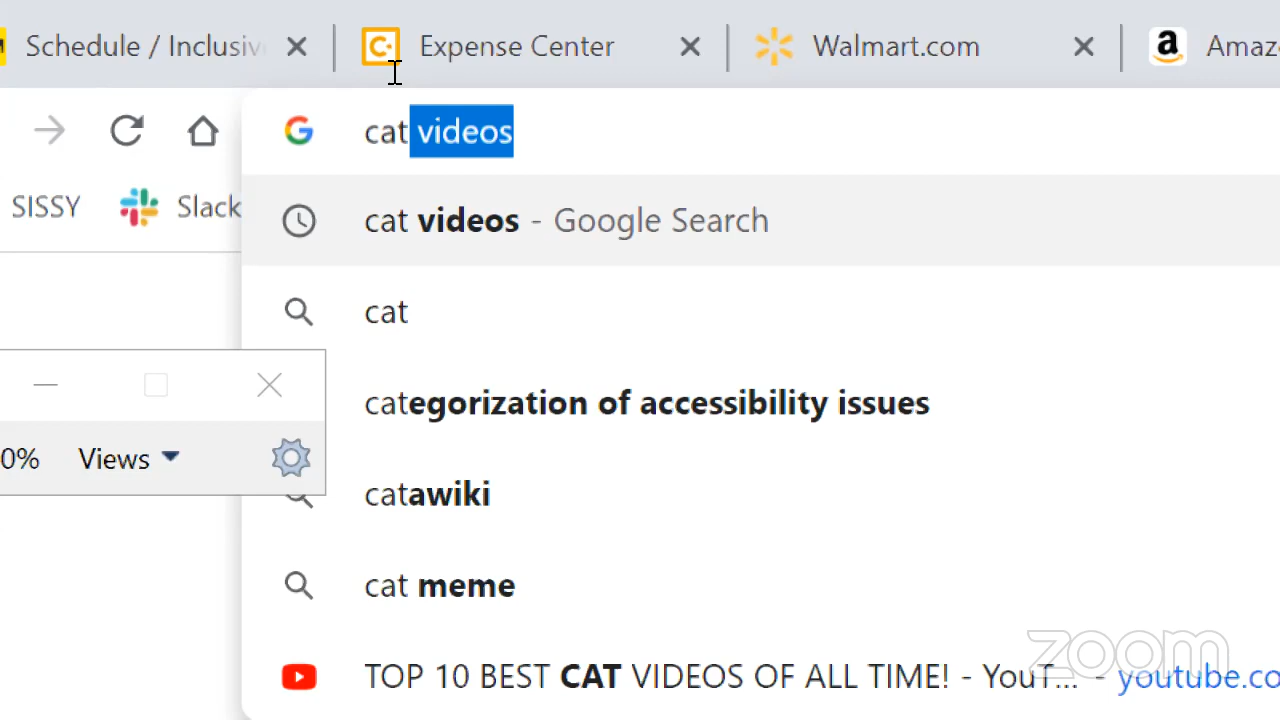 Schedule / Inclusiv
Expense Center
Walmart.com
Amaz
cat videos
SISSY
Slack
cat videos - Google Search
cat
categorization of accessibility issues
0%
Views
catawiki
cat meme
TOP 10 BEST CAT VIDEOS OF ALL TIME! - YouT... - youtube.co
zoom